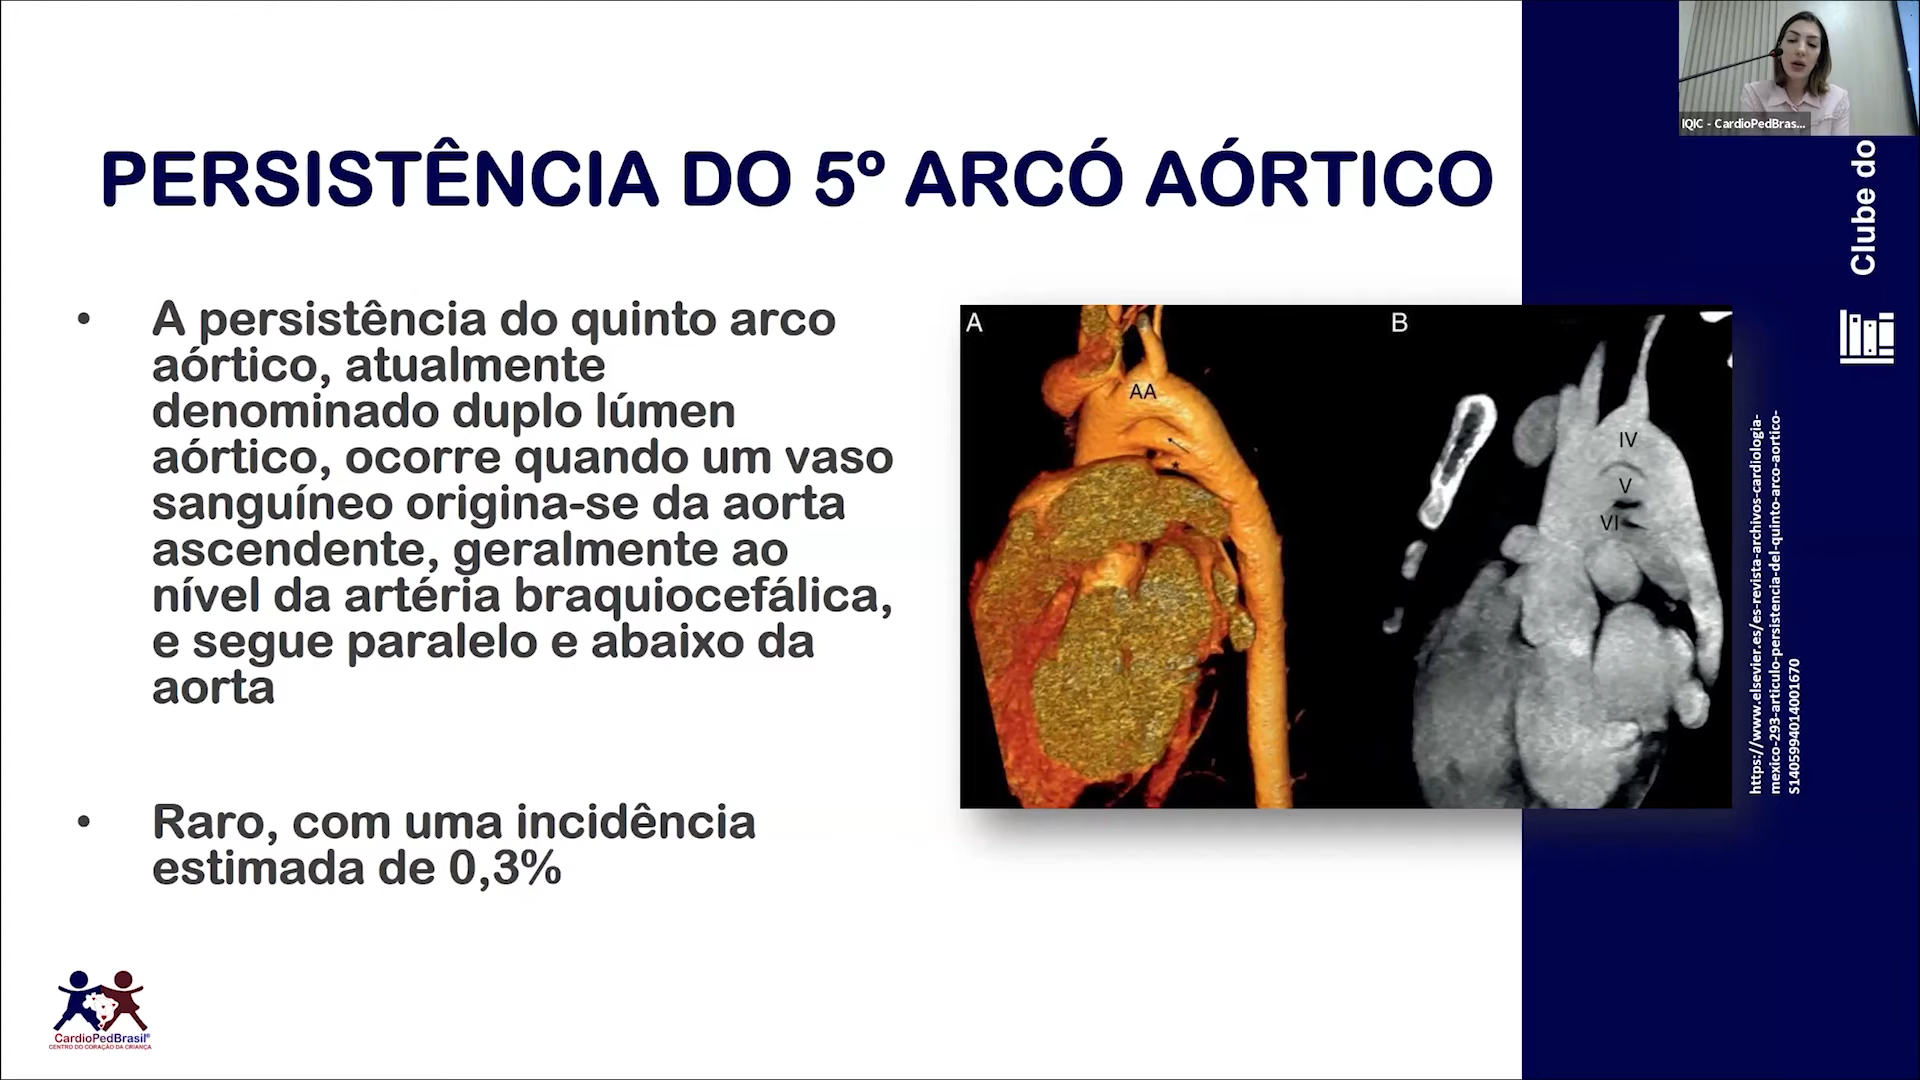 IQIC - CardioPedBras...
PERSISTÊNCIA DO 5º ARCÓ AÓRTICO
Clube do
• A persistência do quinto arco
aórtico, atualmente
denominado duplo lúmen
aórtico, ocorre quando um vaso
sanguíneo origina-se da aorta
ascendente, geralmente ao
nível da artéria braquiocefálica,
e segue paralelo e abaixo da
aorta
• Raro, com uma incidência
estimada de 0,3%
A
AA
B
IV
V
VI
https://www.elsevier.es/es-revista-archivos-cardiologia-
mexico-293-articulo-persistencia-del-quinto-arco-aortico-
S1405994014001670
CardioPedBrasil®
CENTRO DO CORAÇÃO DA CRIANÇA